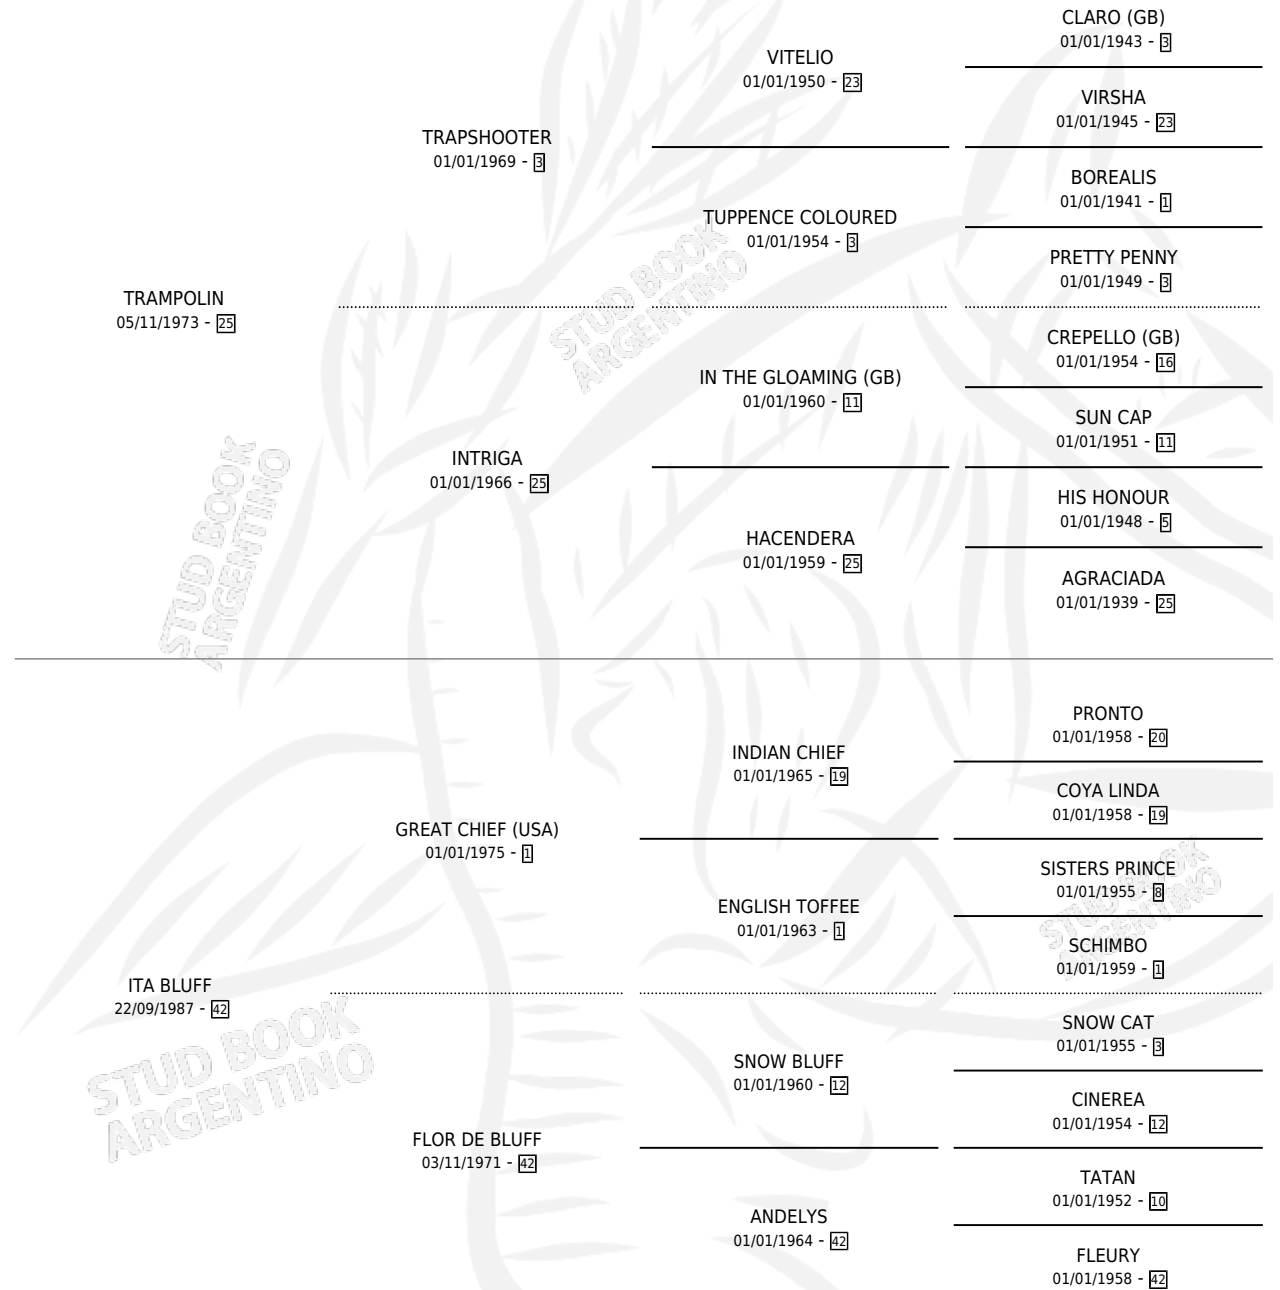 CLARO (GB)
01/01/1943 - 3
VITELIO
01/01/1950 - 23
VIRSHA
01/01/1945 - 23
TRAPSHOOTER
01/01/1969 - 3
BOREALIS
01/01/1941 - 1
TUPPENCE COLOURED
01/01/1954 - 3
PRETTY PENNY
01/01/1949 - 3
TRAMPOLIN
05/11/1973 - 25
CREPELLO (GB)
01/01/1954 - 16
IN THE GLOAMING (GB)
01/01/1960 - 11
SUN CAP
01/01/1951 - 11
INTRIGA
01/01/1966 - 25
HIS HONOUR
01/01/1948 - 5
HACENDERA
01/01/1959 - 25
AGRACIADA
01/01/1939 - 25
PRONTO
01/01/1958 - 20
INDIAN CHIEF
01/01/1965 - 19
COYA LINDA
01/01/1958 - 19
GREAT CHIEF (USA)
01/01/1975 - 1
SISTERS PRINCE
01/01/1955 - 8
ENGLISH TOFFEE
01/01/1963 - 1
SCHIMBO
01/01/1959 - 1
ITA BLUFF
22/09/1987 - 42
SNOW CAT
01/01/1955 - 3
SNOW BLUFF
01/01/1960 - 12
CINEREA
01/01/1954 - 12
FLOR DE BLUFF
03/11/1971 - 42
TATAN
01/01/1952 - 10
ANDELYS
01/01/1964 - 42
FLEURY
01/01/1958 - 42
STUD BOOK
ARGENTINO
STUD BOOK
ARGENTINO
STUD BOOK
ARGENTINO
STUD BOOK
ARGENTINO